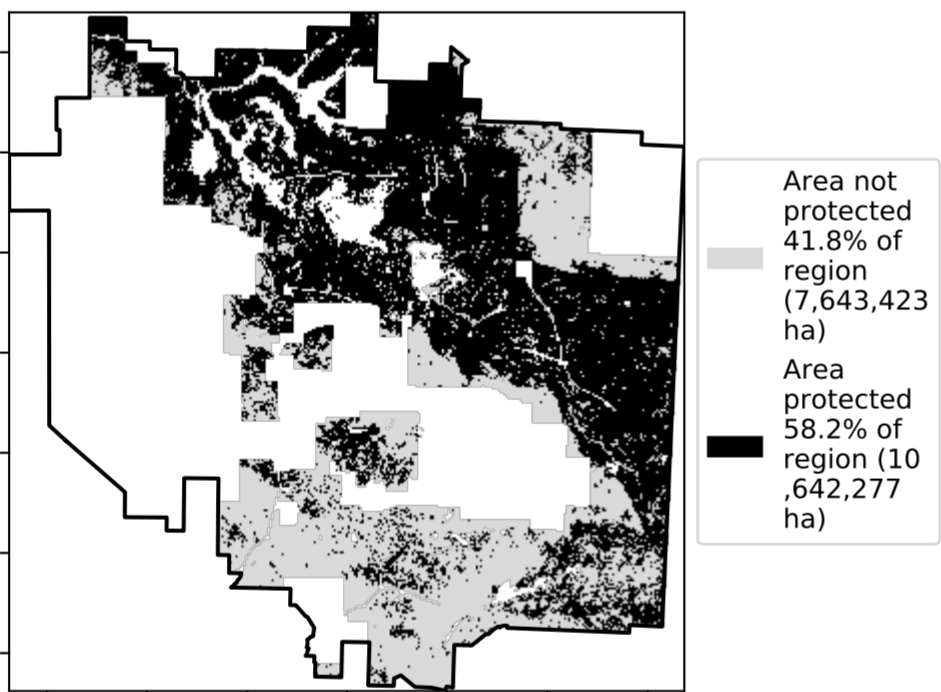 Area not
protected
41.8% of
region
(7,643,423
ha)
Area
protected
58.2% of
region (10
,642,277
ha)